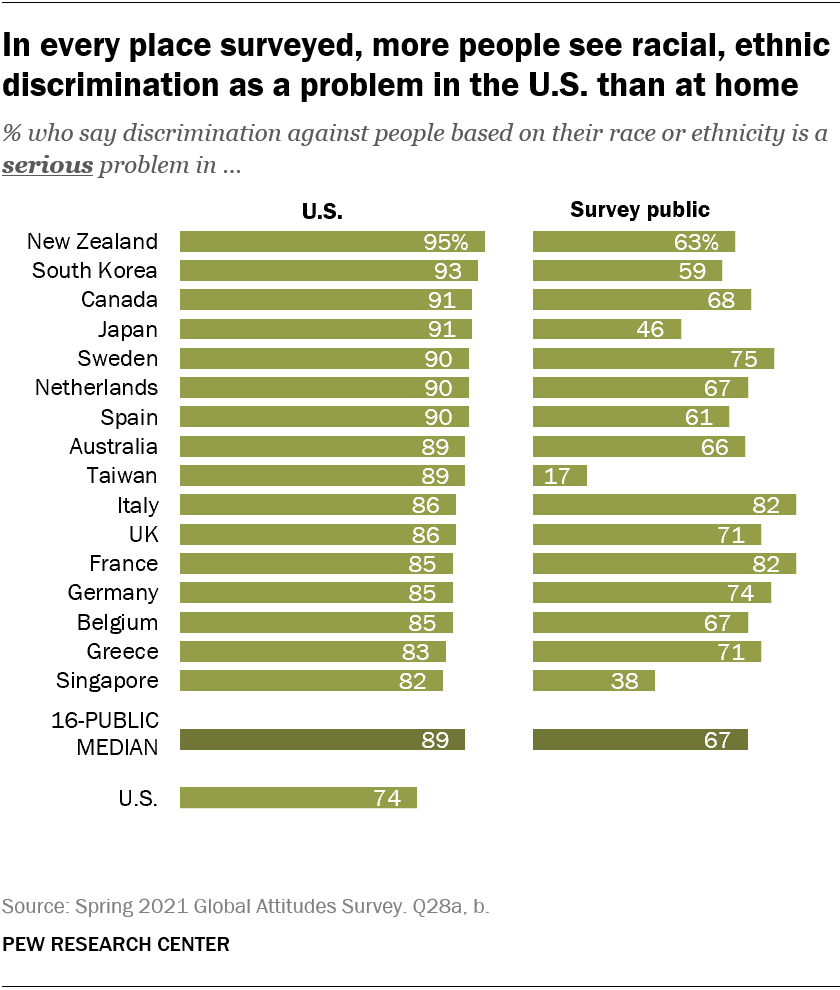 In every place surveyed, more people see racial, ethnic
discrimination as a problem in the U.S. than at home
% who say discrimination against people based on their race or ethnicity is a
serious problem in ...
U.S. Survey public
New Zealand 95% 63%
South Korea 93 59
Canada 91 68
Japan 91 46
Sweden 90 75
Netherlands 90 67
Spain 90 61
Australia 89 66
Taiwan 89 17
Italy 86 82
UK 86 71
France 85 82
Germany 85 74
Belgium 85 67
Greece 83 71
Singapore 82 38
16-PUBLIC
MEDIAN 89 67
U.S. 74
Source: Spring 2021 Global Attitudes Survey. Q28a, b.
PEW RESEARCH CENTER